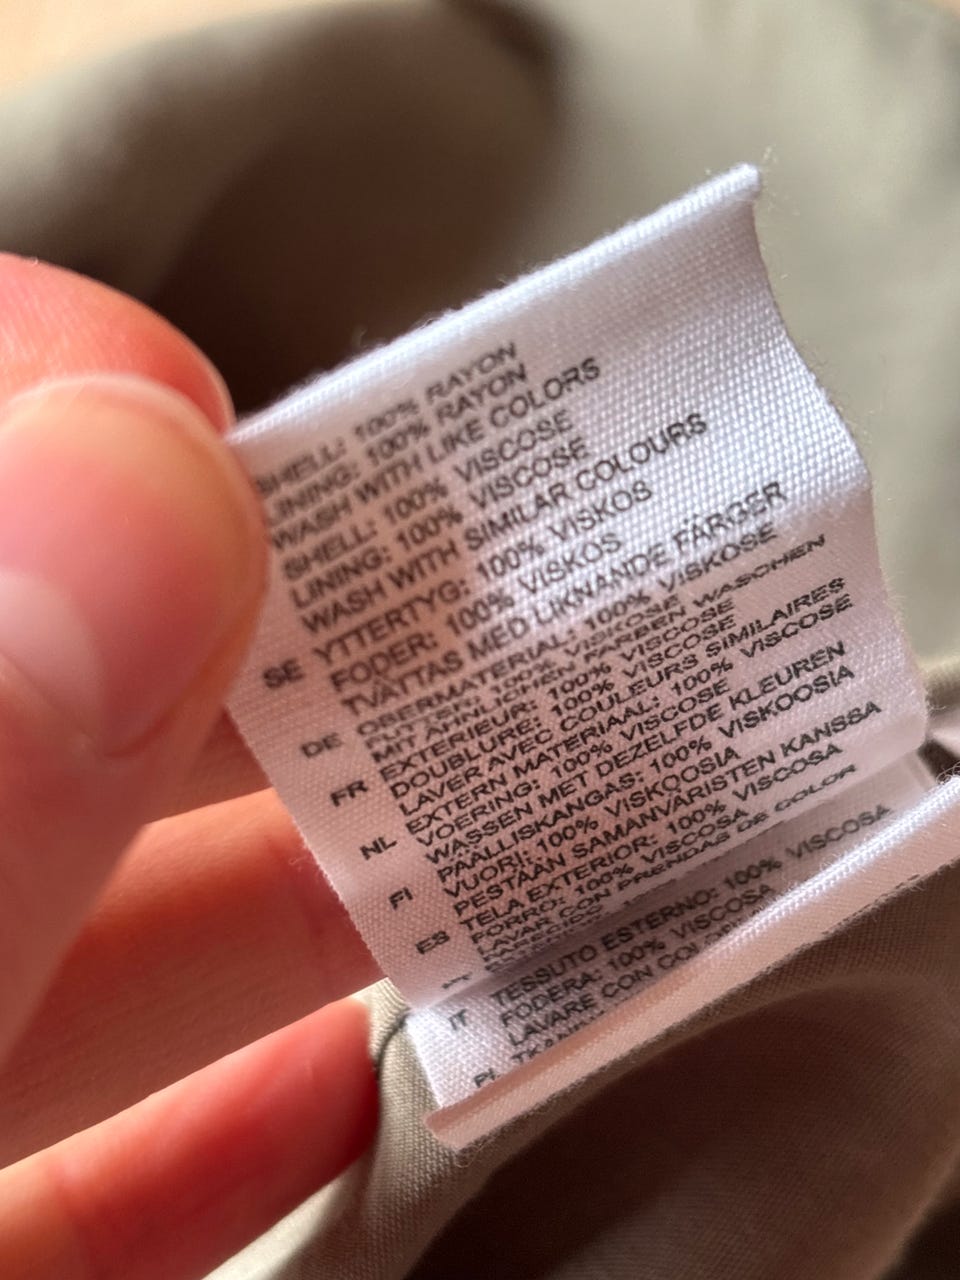 SHELL: 100% RAYON
LINING: 100% RAYON
WASH WITH LIKE COLORS
SHELL: 100% VISCOSE
LINING: 100% VISCOSE
WASH WITH SIMILAR COLOURS
SE YTTERTYG: 100% VISKOS
FODER: 100% VISKOS
TVÄTTAS MED LIKNANDE FÄRGER
DE OBERMATERIAL: 100% VISKOSE
FUTTER: 100% VISKOSE
MIT ÄHNLICHEN FARBEN WASCHEN
FR EXTERIEUR: 100% VISCOSE
DOUBLURE: 100% VISCOSE
LAVER AVEC COULEURS SIMILAIRES
NL EXTERN MATERIAAL: 100% VISCOSE
VOERING: 100% VISCOSE
WASSEN MET DEZELFDE KLEUREN
FI PÄÄLLISKANGAS: 100% VISKOOSIA
VUORI: 100% VISKOOSIA
PESTÄÄN SAMANVÄRISTEN KANSSA
ES TELA EXTERIOR: 100% VISCOSA
FORRO: 100% VISCOSA
LAVAR CON PRENDAS DE COLOR
IT TESSUTO ESTERNO: 100% VISCOSA
FODERA: 100% VISCOSA
LAVARE CON